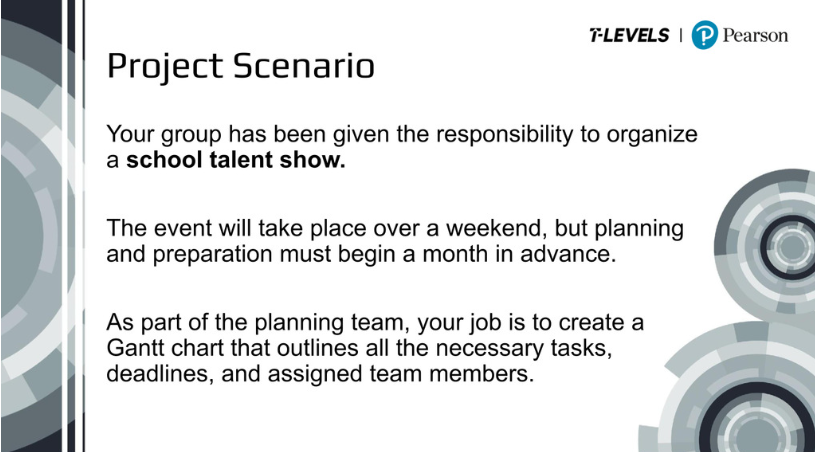 T-LEVELS | Pearson
Project Scenario
Your group has been given the responsibility to organize
a school talent show.
The event will take place over a weekend, but planning
and preparation must begin a month in advance.
As part of the planning team, your job is to create a
Gantt chart that outlines all the necessary tasks,
deadlines, and assigned team members.